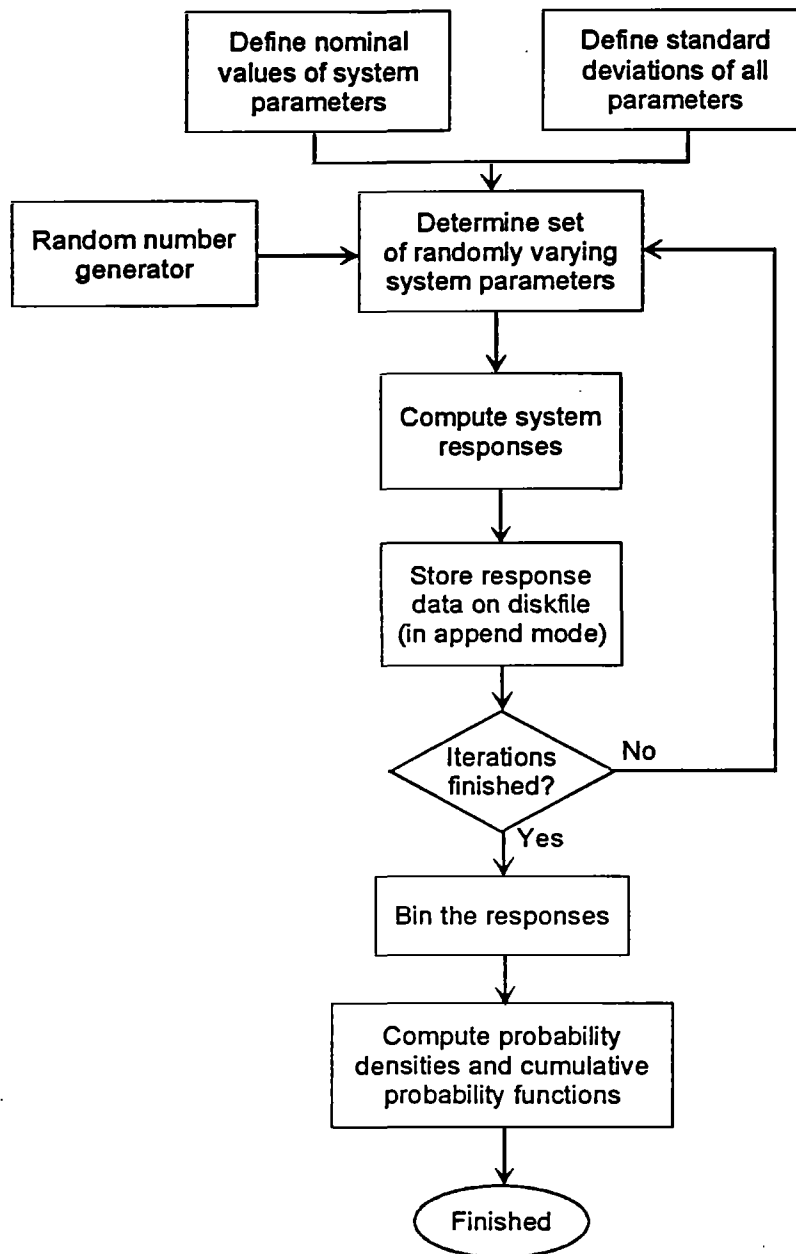 Define nominal
values of system
parameters
Define standard
deviations of all
parameters
Random number
generator
Determine set
of randomly varying
system parameters
Compute system
responses
Store response
data on diskfile
(in append mode)
Iterations
finished?
No
Yes
Bin the responses
Compute probability
densities and cumulative
probability functions
Finished